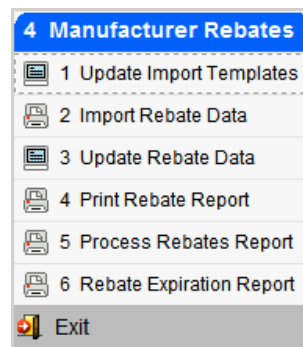 4 Manufacturer Rebates
1 Update Import Templates
2 Import Rebate Data
3 Update Rebate Data
4 Print Rebate Report
5 Process Rebates Report
6 Rebate Expiration Report
Exit